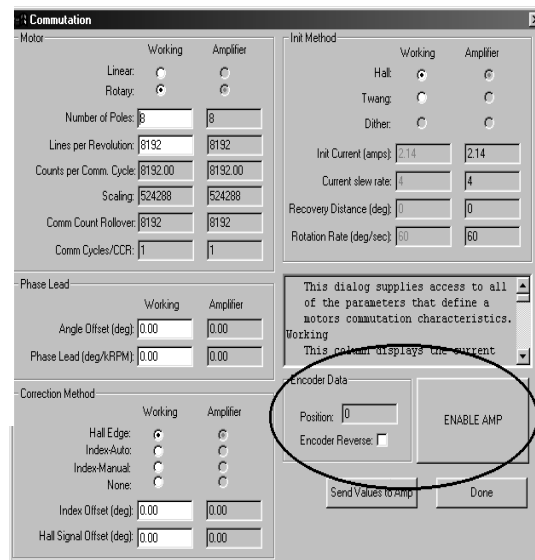 Commutation
Motor
Working Amplifier
Linear:
Rotary:
Number of Poles: 8 8
Lines per Revolution: 8192 8192
Counts per Comm. Cycle: 8192.00 8192.00
Scaling: 524288 524288
Comm Count Rollover: 8192 8192
Comm Cycles/CCR: 1 1
Phase Lead
Working Amplifier
Angle Offset (deg): 0.00 0.00
Phase Lead (deg/kRPM): 0.00 0.00
Correction Method
Working Amplifier
Hall Edge:
Index-Auto:
Index-Manual:
None:
Index Offset (deg): 0.00 0.00
Hall Signal Offset (deg): 0.00 0.00
Init Method
Working Amplifier
Hall:
Twang:
Dither:
Init Current (amps): 2.14 2.14
Current slew rate: 4 4
Recovery Distance (deg): 0 0
Rotation Rate (deg/sec): 60 60
This dialog supplies access to all
of the parameters that define a
motors commutation characteristics.
Working
This column displays the current
Encoder Data
Position: 0
Encoder Reverse:
ENABLE AMP
Send Values to Amp Done